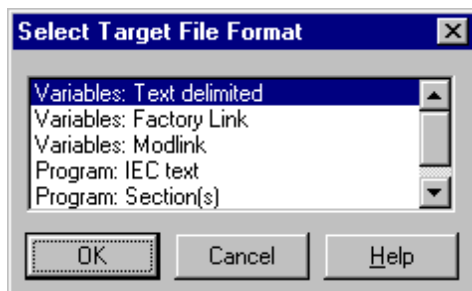 Select Target File Format
Variables: Text delimited
Variables: Factory Link
Variables: Modlink
Program: IEC text
Program: Section(s)
OK Cancel Help